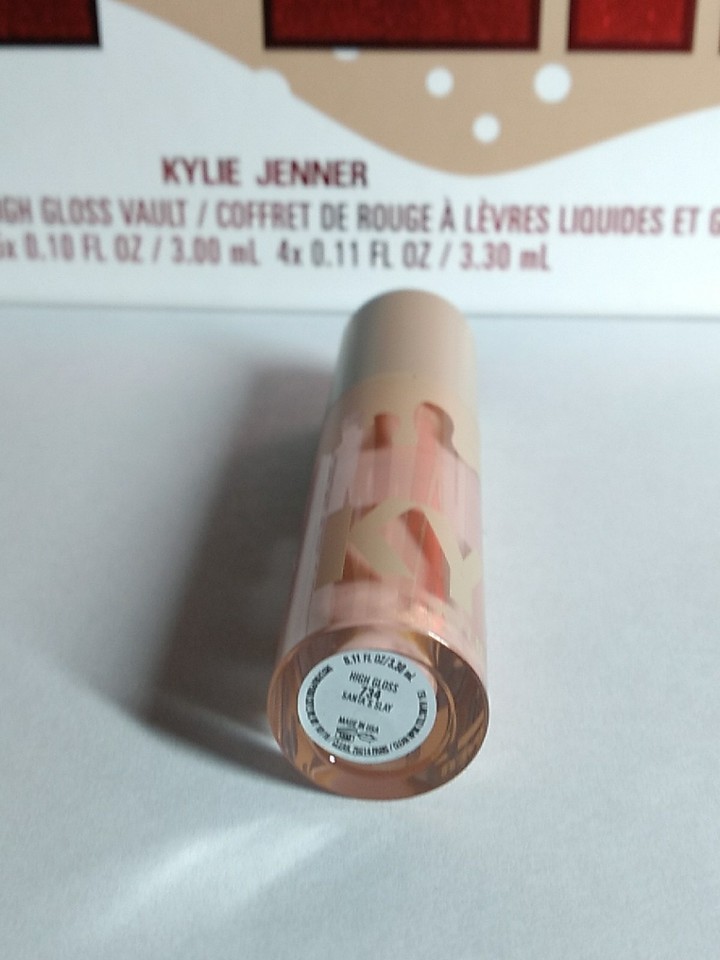 KYLIE JENNER
GH GLOSS VAULT / COFFRET DE ROUGE À LÈVRES LIQUIDES ET G
x 0.10 FL OZ / 3.00 mL 4x 0.11 FL OZ / 3.30 mL
KY
0.11 FL OZ/3.30 mL
HIGH GLOSS
734
SANTA'S SLAY
MADE IN USA